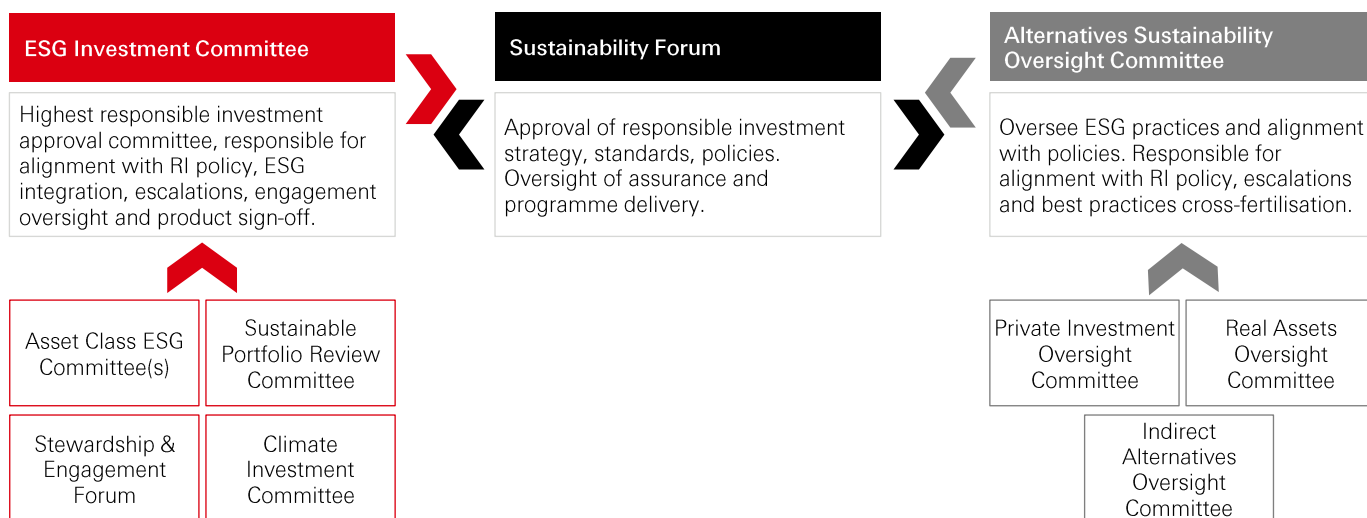 ESG Investment Committee
Highest responsible investment
approval committee, responsible for
alignment with RI policy, ESG
integration, escalations, engagement
oversight and product sign-off.
Asset Class ESG
Committee(s)
Sustainable
Portfolio Review
Committee
Stewardship &
Engagement
Forum
Climate
Investment
Committee
Sustainability Forum
Approval of responsible investment
strategy, standards, policies.
Oversight of assurance and
programme delivery.
Alternatives Sustainability
Oversight Committee
Oversee ESG practices and alignment
with policies. Responsible for
alignment with RI policy, escalations
and best practices cross-fertilisation.
Private Investment
Oversight
Committee
Real Assets
Oversight
Committee
Indirect
Alternatives
Oversight
Committee